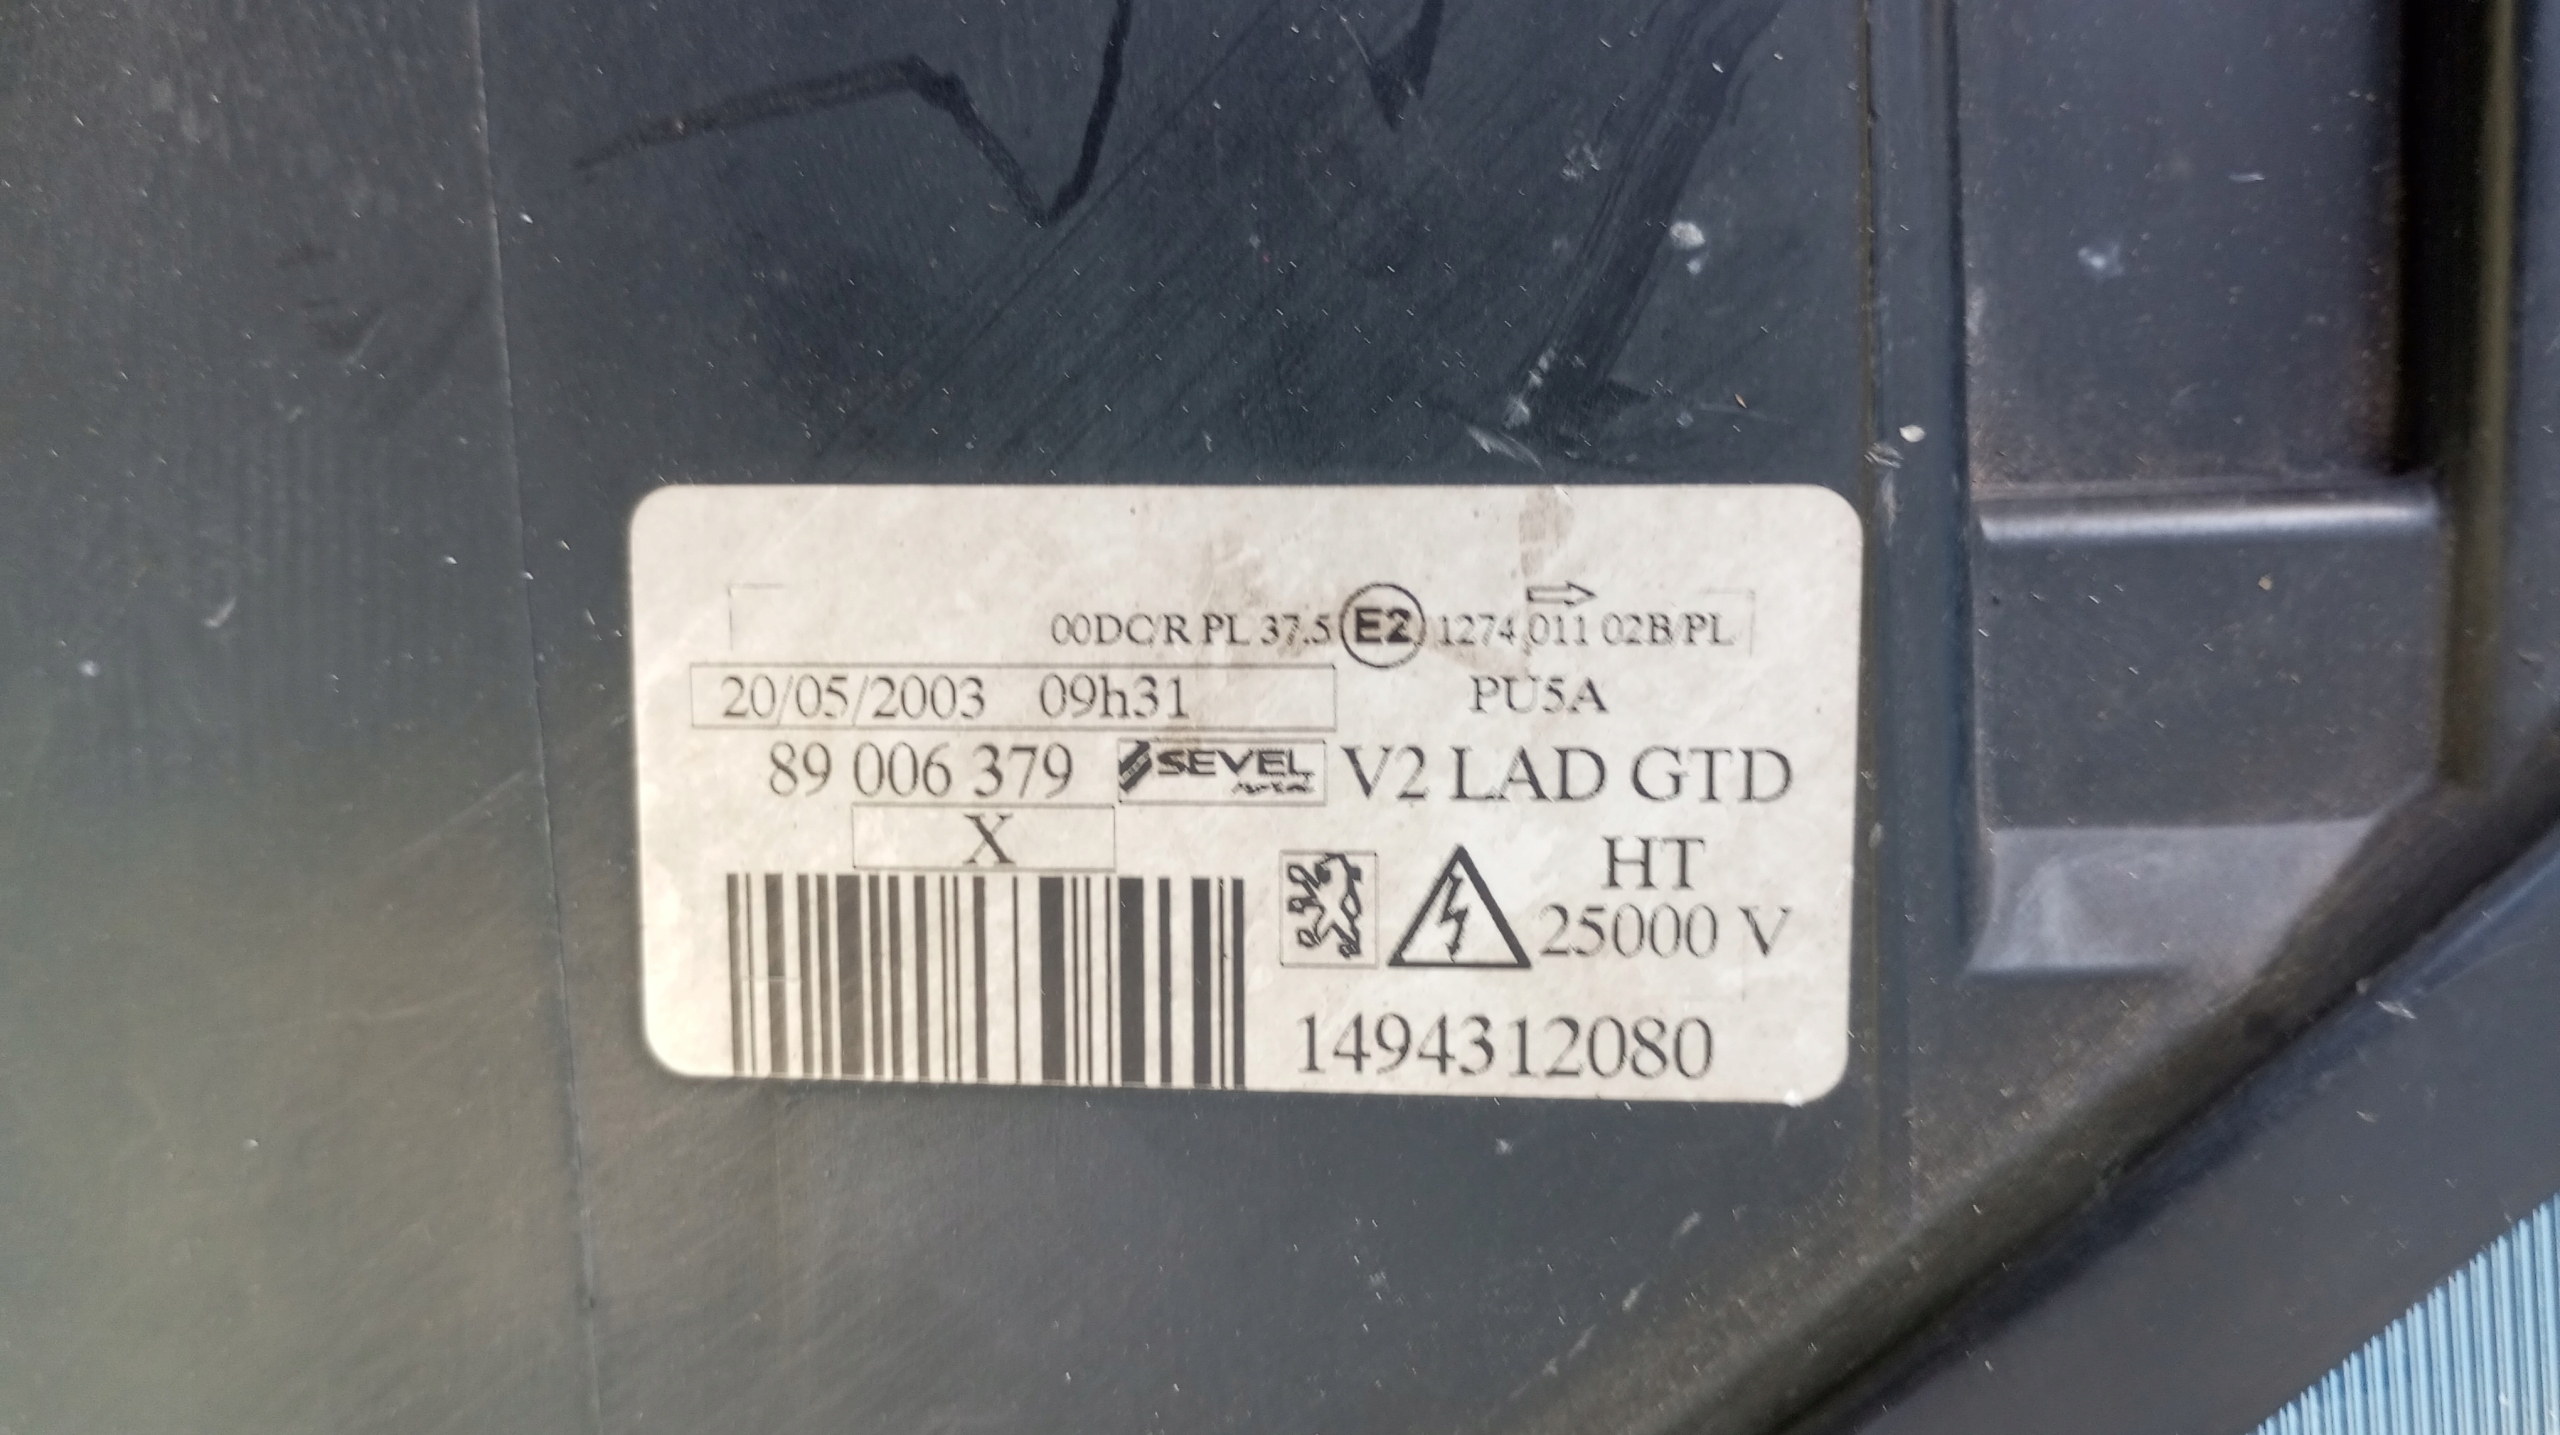 00DC/R PL 37.5 E2 1274 011 02B/PL
20/05/2003 09h31 PU5A
89 006 379 SEVEL V2 LAD GTD
X
HT
25000 V
1494312080